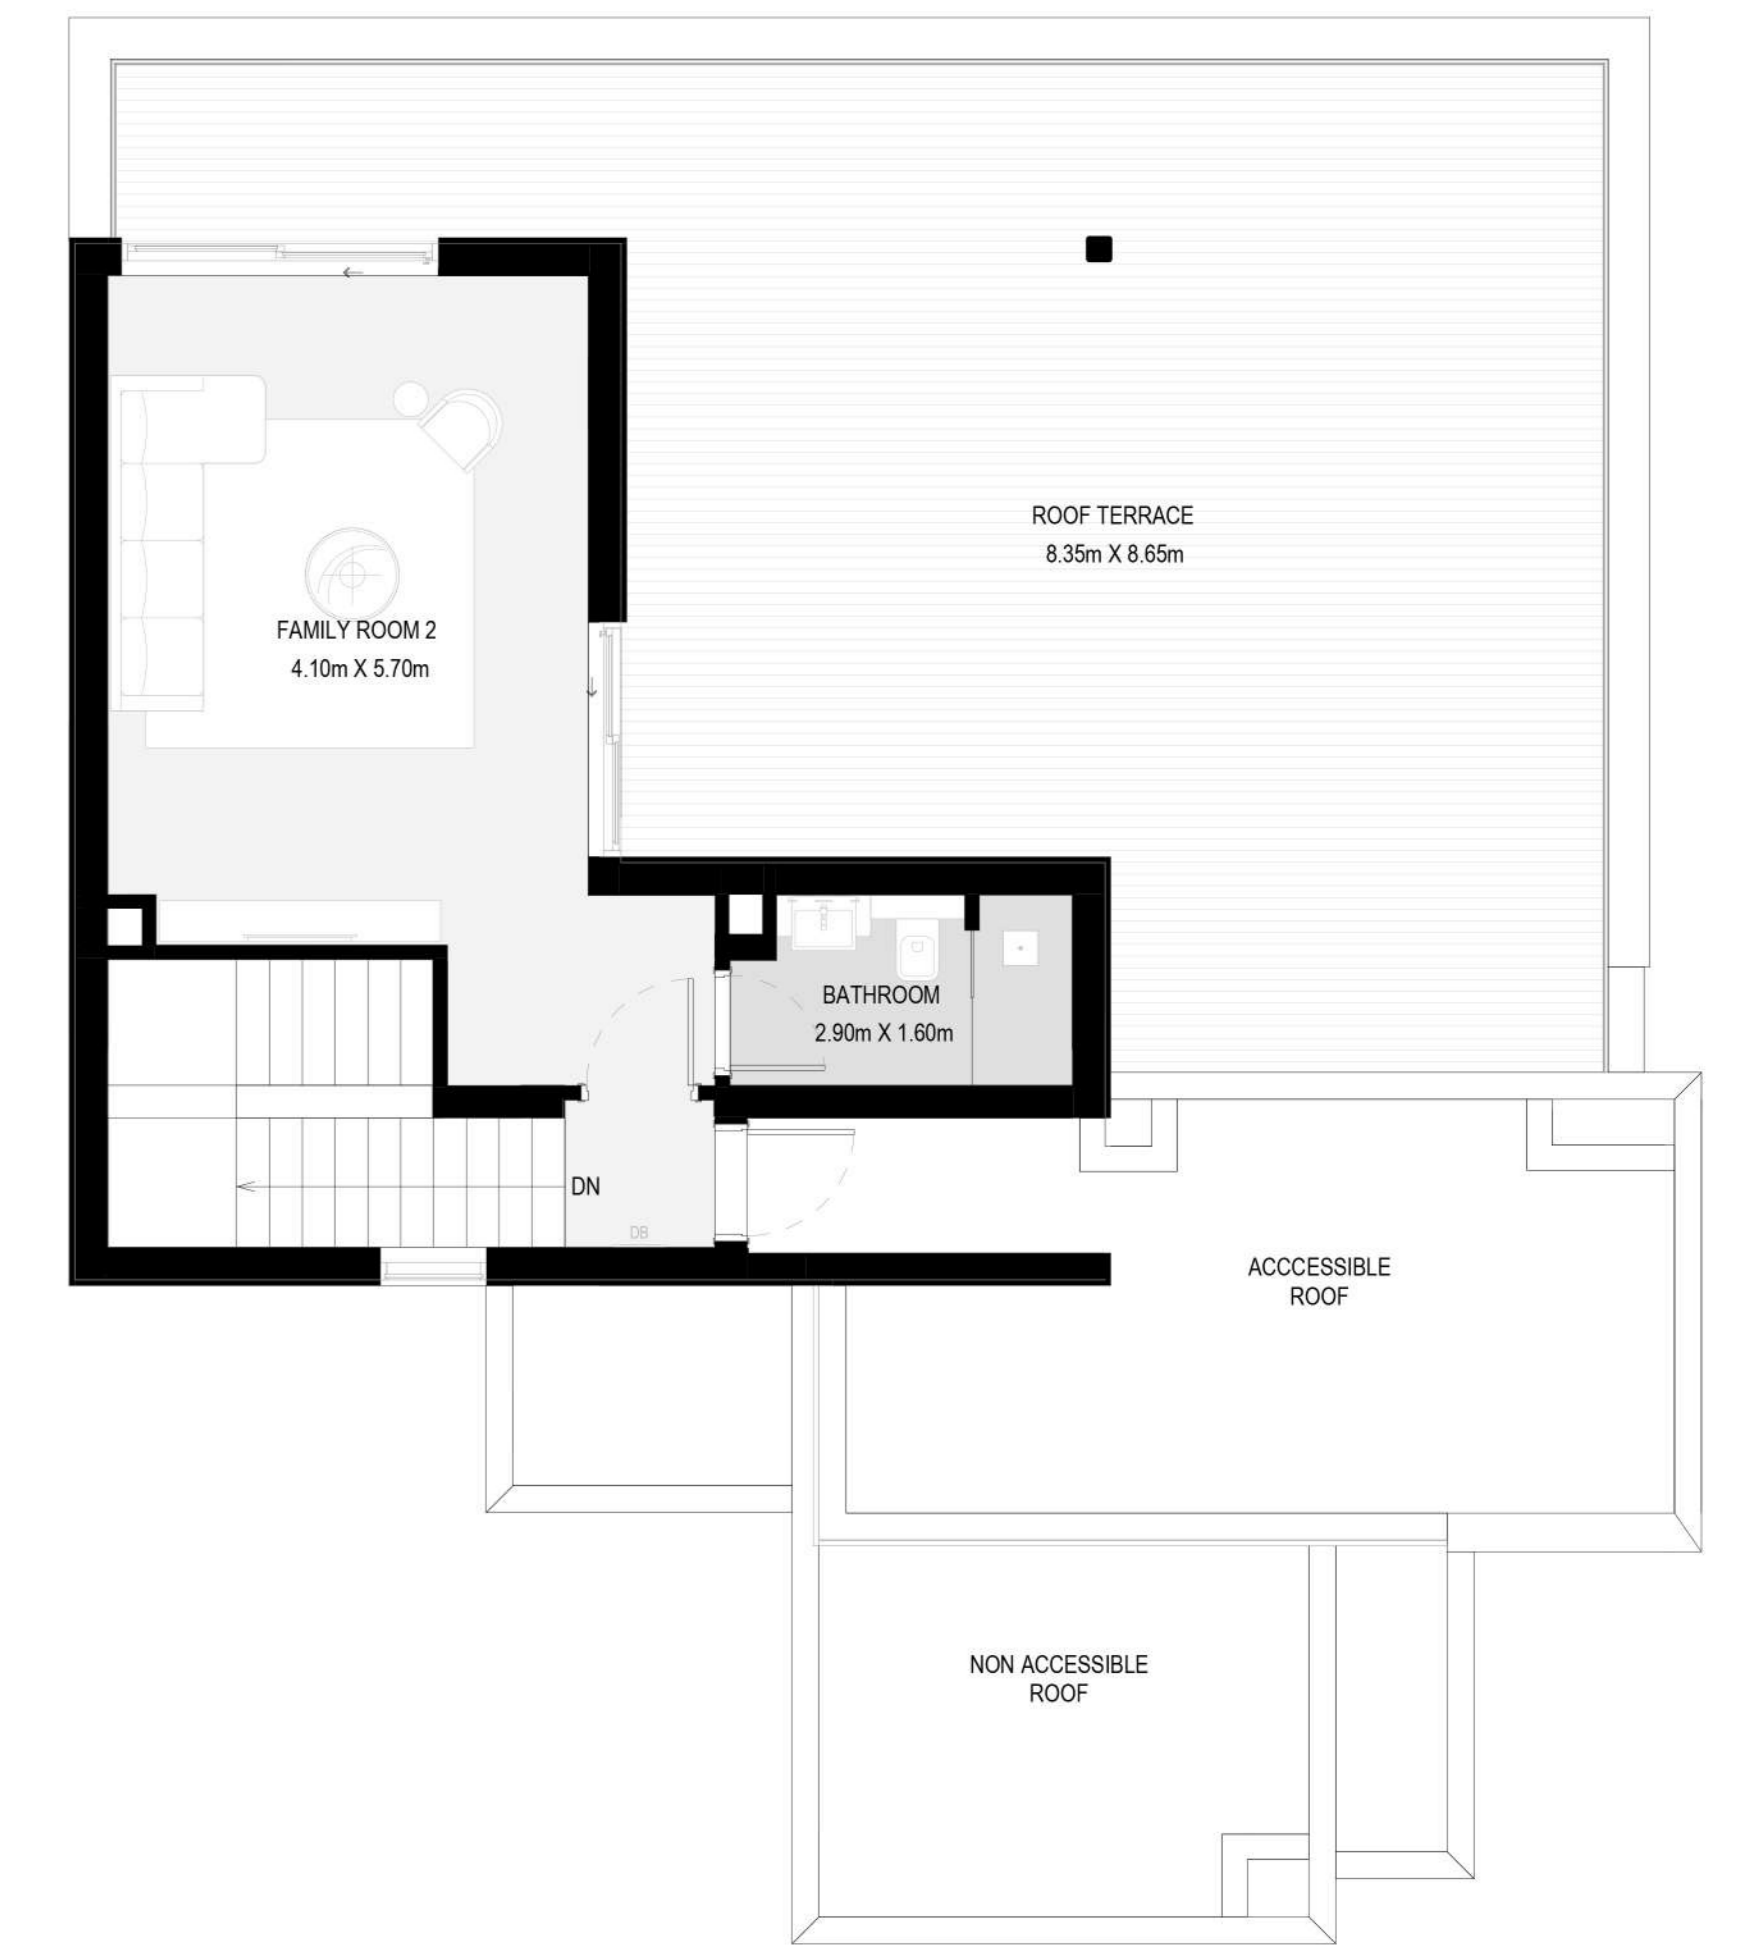 ROOF TERRACE
8.35m X 8.65m
FAMILY ROOM 2
4.10m X 5.70m
BATHROOM
2.90m X 1.60m
DN
DB
ACCCESSIBLE
ROOF
NON ACCESSIBLE
ROOF